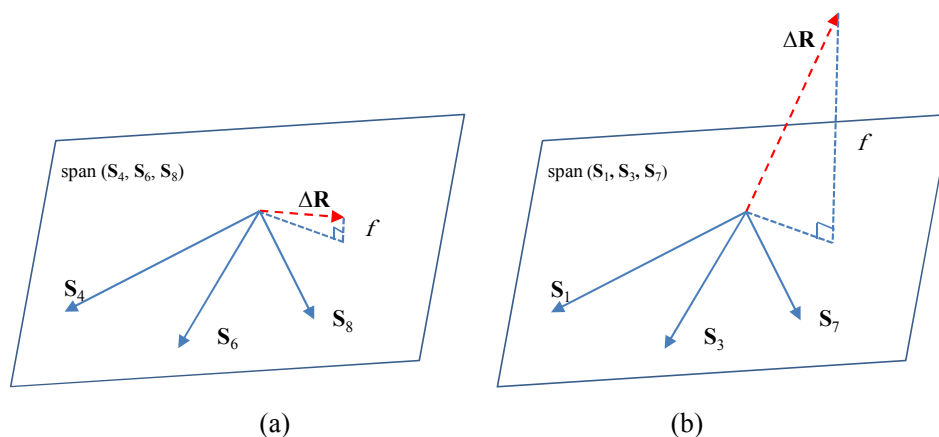 ΔR
span (S₄, S₆, S₈)
ΔR
f
S₄
S₆
S₈
(a)
span (S₁, S₃, S₇)
f
S₁
S₃
S₇
(b)